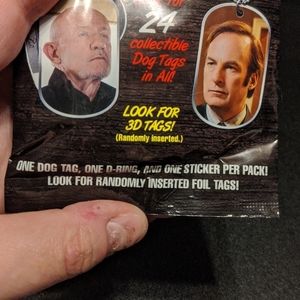 for
24
collectible
Dog Tags
in All!
LOOK FOR
3D TAGS!
(Randomly inserted.)
ONE DOG TAG, ONE D-RING, AND ONE STICKER PER PACK!
LOOK FOR RANDOMLY INSERTED FOIL TAGS!